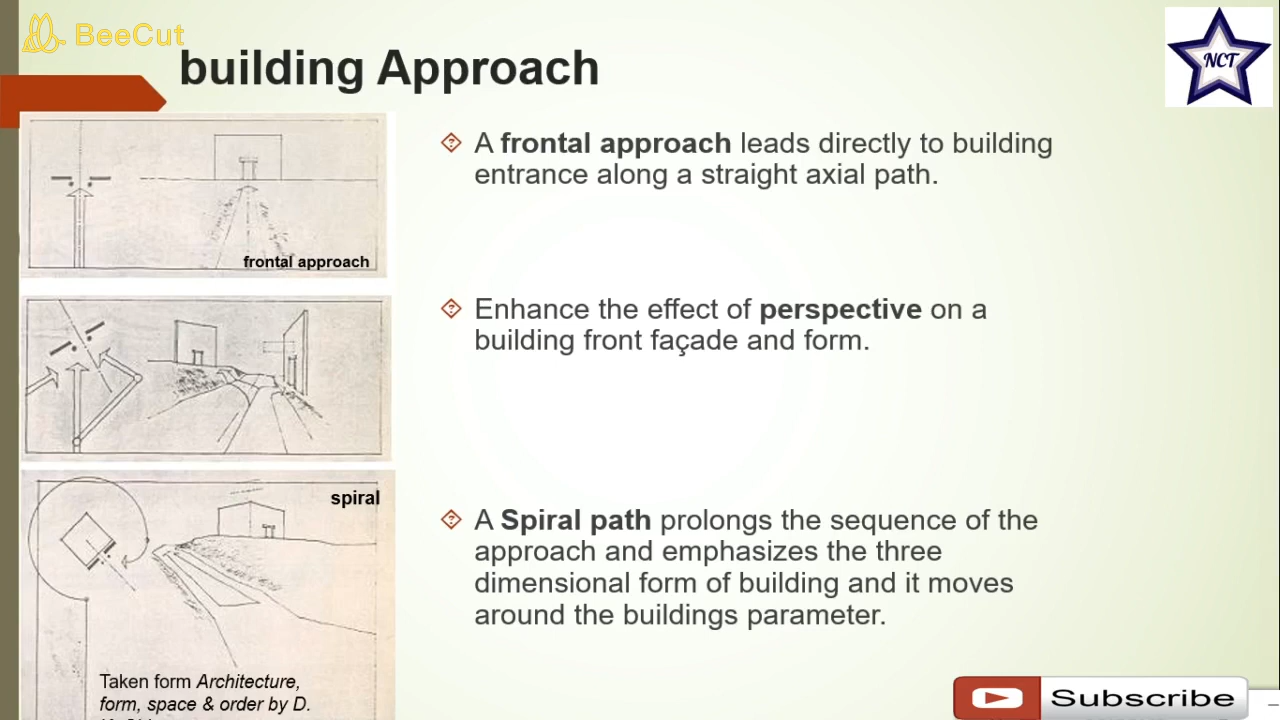 BeeCut
building Approach
NCT
A frontal approach leads directly to building
entrance along a straight axial path.
frontal approach
Enhance the effect of perspective on a
building front façade and form.
spiral
A Spiral path prolongs the sequence of the
approach and emphasizes the three
dimensional form of building and it moves
around the buildings parameter.
Taken form Architecture,
form, space & order by D.
Subscribe